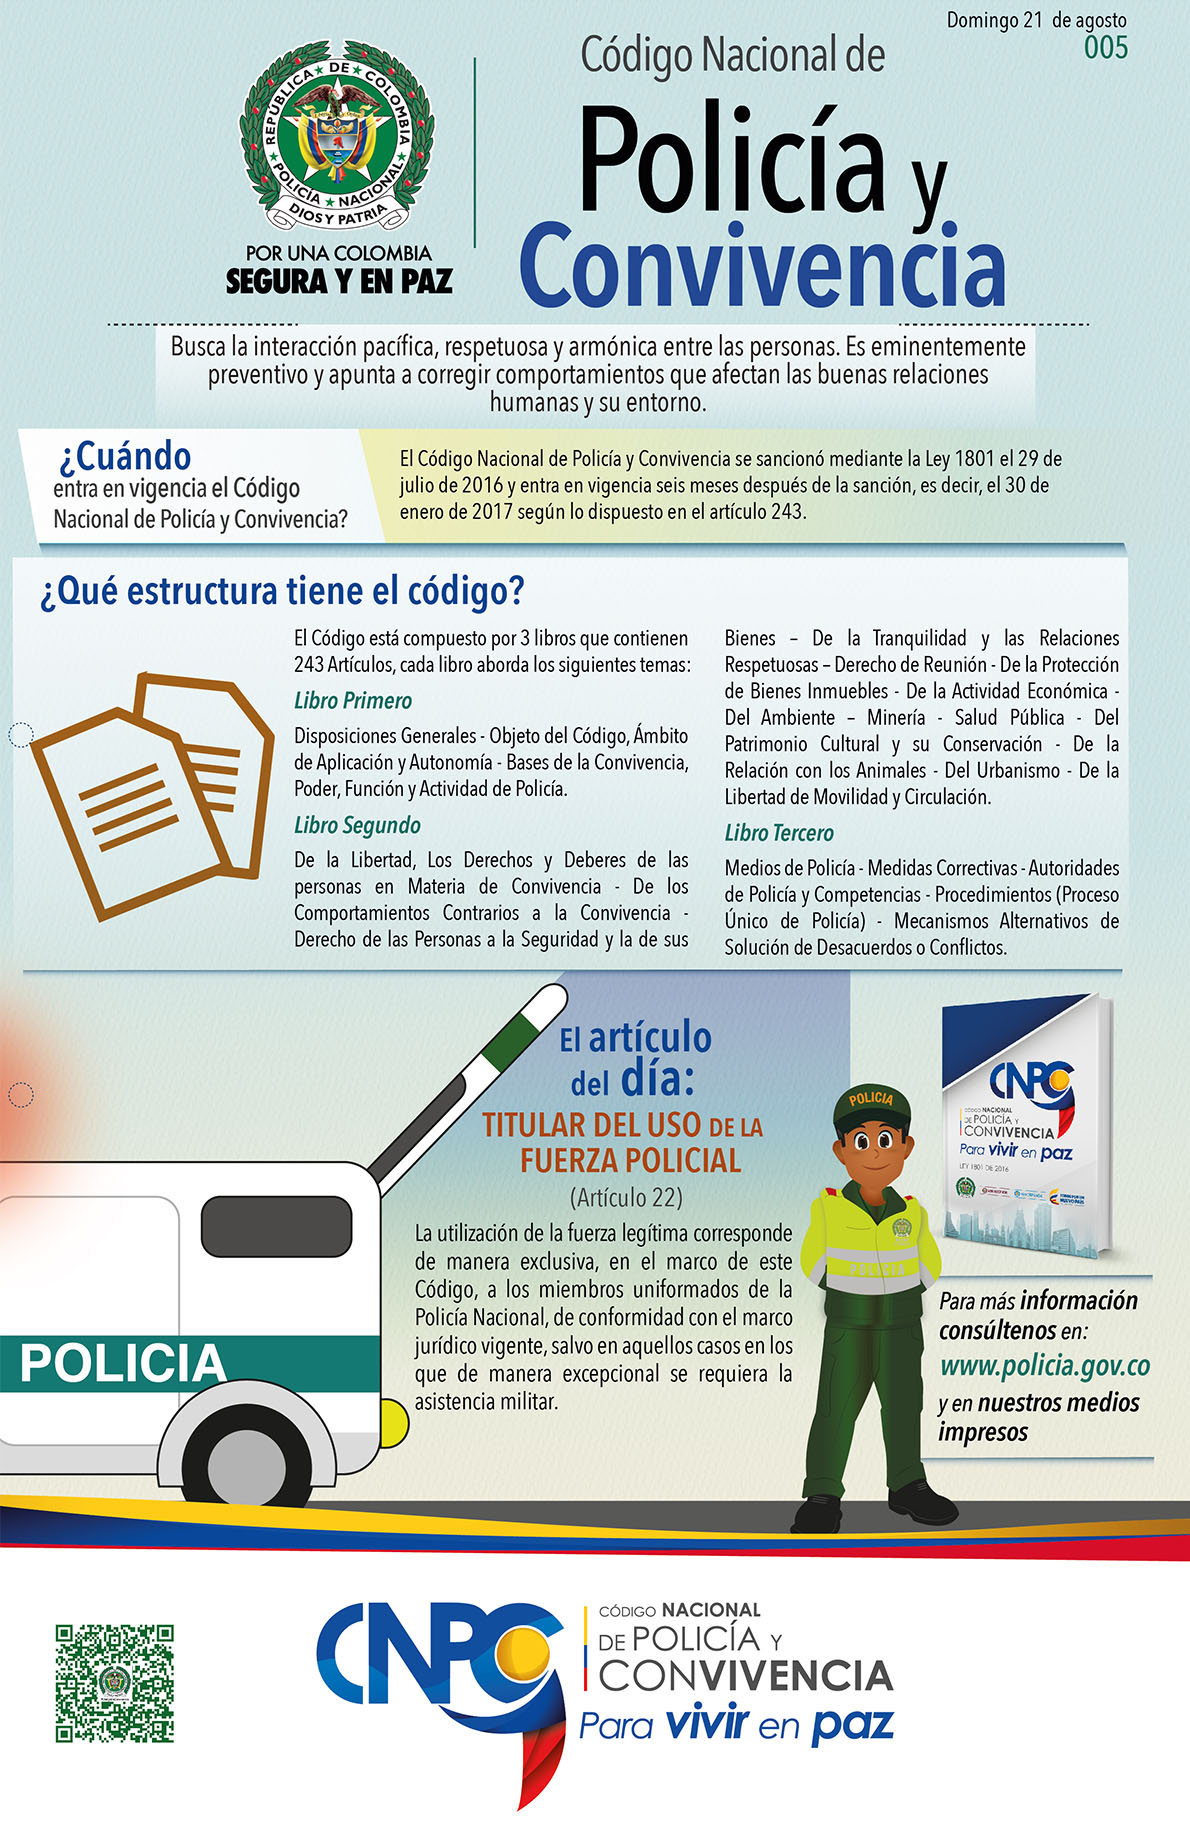 Domingo 21 de agosto
005
REPÚBLICA DE COLOMBIA
POLICÍA NACIONAL
DIOS Y PATRIA
POR UNA COLOMBIA
SEGURA Y EN PAZ
Código Nacional de
Policía y
Convivencia
Busca la interacción pacífica, respetuosa y armónica entre las personas. Es eminentemente
preventivo y apunta a corregir comportamientos que afectan las buenas relaciones
humanas y su entorno.
¿Cuándo
entra en vigencia el Código
Nacional de Policía y Convivencia?
El Código Nacional de Policía y Convivencia se sancionó mediante la Ley 1801 el 29 de
julio de 2016 y entra en vigencia seis meses después de la sanción, es decir, el 30 de
enero de 2017 según lo dispuesto en el artículo 243.
¿Qué estructura tiene el código?
El Código está compuesto por 3 libros que contienen
243 Artículos, cada libro aborda los siguientes temas:
Libro Primero
Disposiciones Generales - Objeto del Código, Ámbito
de Aplicación y Autonomía - Bases de la Convivencia,
Poder, Función y Actividad de Policía.
Libro Segundo
De la Libertad, Los Derechos y Deberes de las
personas en Materia de Convivencia - De los
Comportamientos Contrarios a la Convivencia -
Derecho de las Personas a la Seguridad y la de sus
Bienes – De la Tranquilidad y las Relaciones
Respetuosas – Derecho de Reunión - De la Protección
de Bienes Inmuebles - De la Actividad Económica -
Del Ambiente – Minería - Salud Pública - Del
Patrimonio Cultural y su Conservación - De la
Relación con los Animales - Del Urbanismo - De la
Libertad de Movilidad y Circulación.
Libro Tercero
Medios de Policía - Medidas Correctivas - Autoridades
de Policía y Competencias - Procedimientos (Proceso
Único de Policía) - Mecanismos Alternativos de
Solución de Desacuerdos o Conflictos.
El artículo
del día:
TITULAR DEL USO DE LA
FUERZA POLICIAL
(Artículo 22)
La utilización de la fuerza legítima corresponde
de manera exclusiva, en el marco de este
Código, a los miembros uniformados de la
Policía Nacional, de conformidad con el marco
jurídico vigente, salvo en aquellos casos en los
que de manera excepcional se requiera la
asistencia militar.
POLICIA
POLICIA
POLICIA
CNPC
CÓDIGO NACIONAL
DE POLICÍA Y
CONVIVENCIA
Para vivir en paz
LEY 1801 DE 2016
Para más información
consúltenos en:
www.policia.gov.co
y en nuestros medios
impresos
CNPC
CÓDIGO NACIONAL
DE POLICÍA Y
CONVIVENCIA
Para vivir en paz